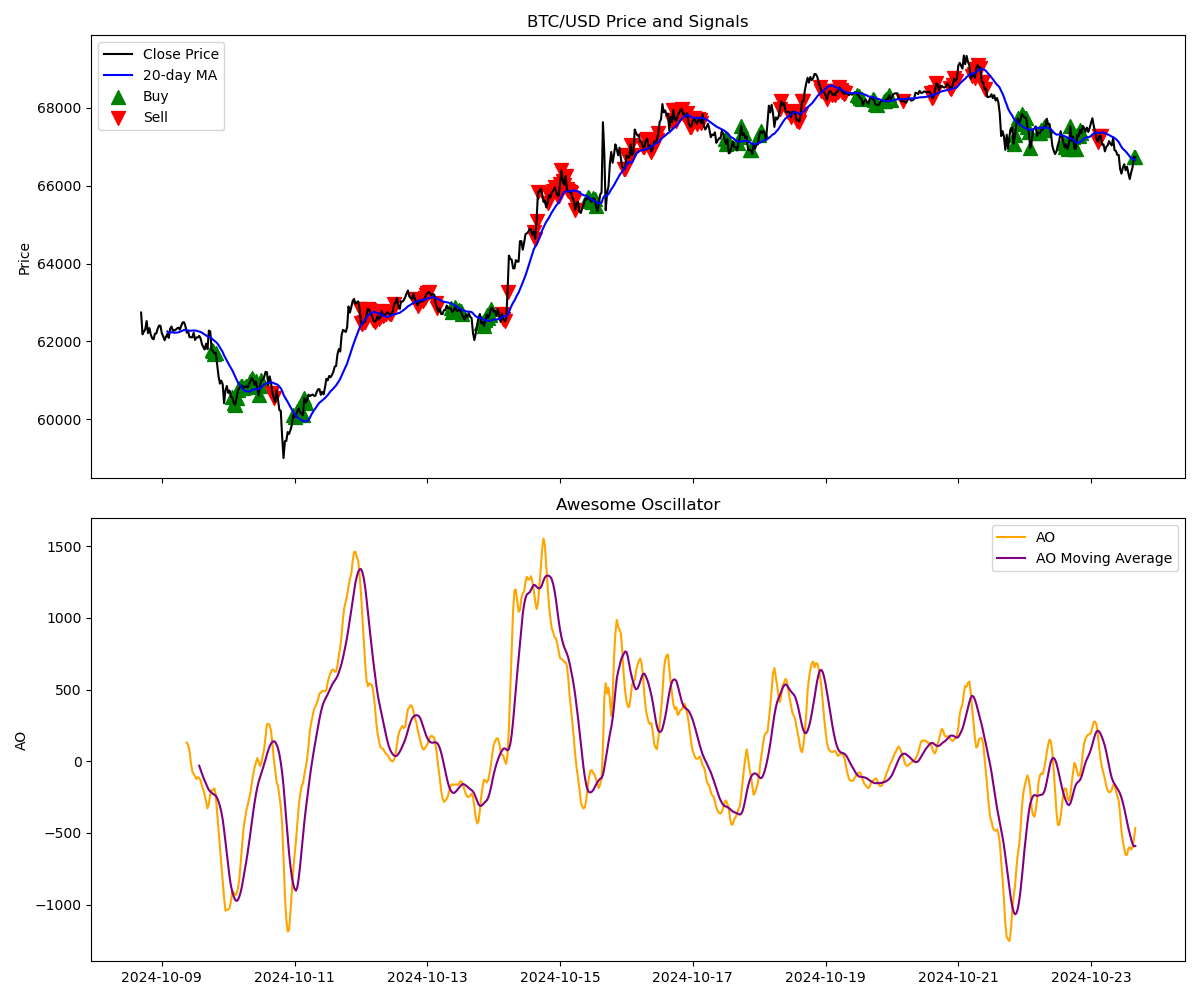 BTC/USD Price and Signals
Close Price
20-day MA
Buy
Sell
Price
68000
66000
64000
62000
60000
Awesome Oscillator
AO
AO Moving Average
AO
1500
1000
500
0
−500
−1000
2024-10-09
2024-10-11
2024-10-13
2024-10-15
2024-10-17
2024-10-19
2024-10-21
2024-10-23